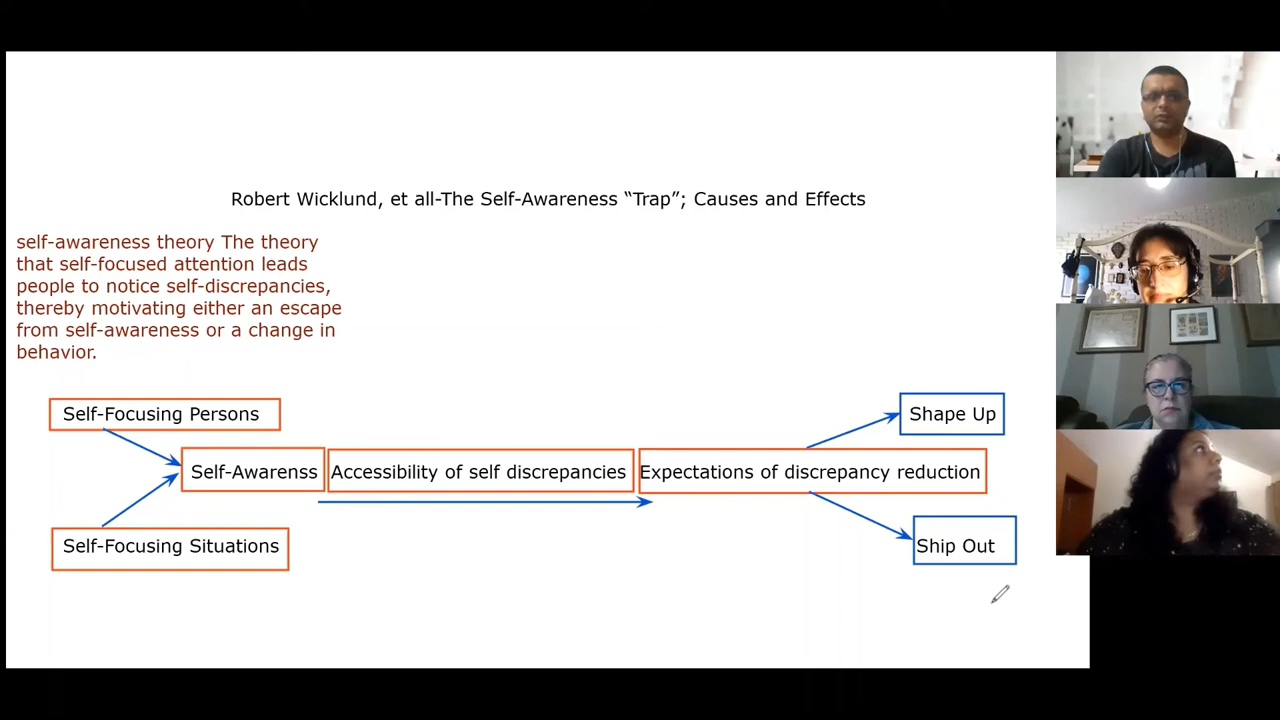 Robert Wicklund, et all-The Self-Awareness “Trap”; Causes and Effects
self-awareness theory The theory
that self-focused attention leads
people to notice self-discrepancies,
thereby motivating either an escape
from self-awareness or a change in
behavior.
Self-Focusing Persons
Shape Up
Self-Awarenss
Accessibility of self discrepancies
Expectations of discrepancy reduction
Self-Focusing Situations
Ship Out